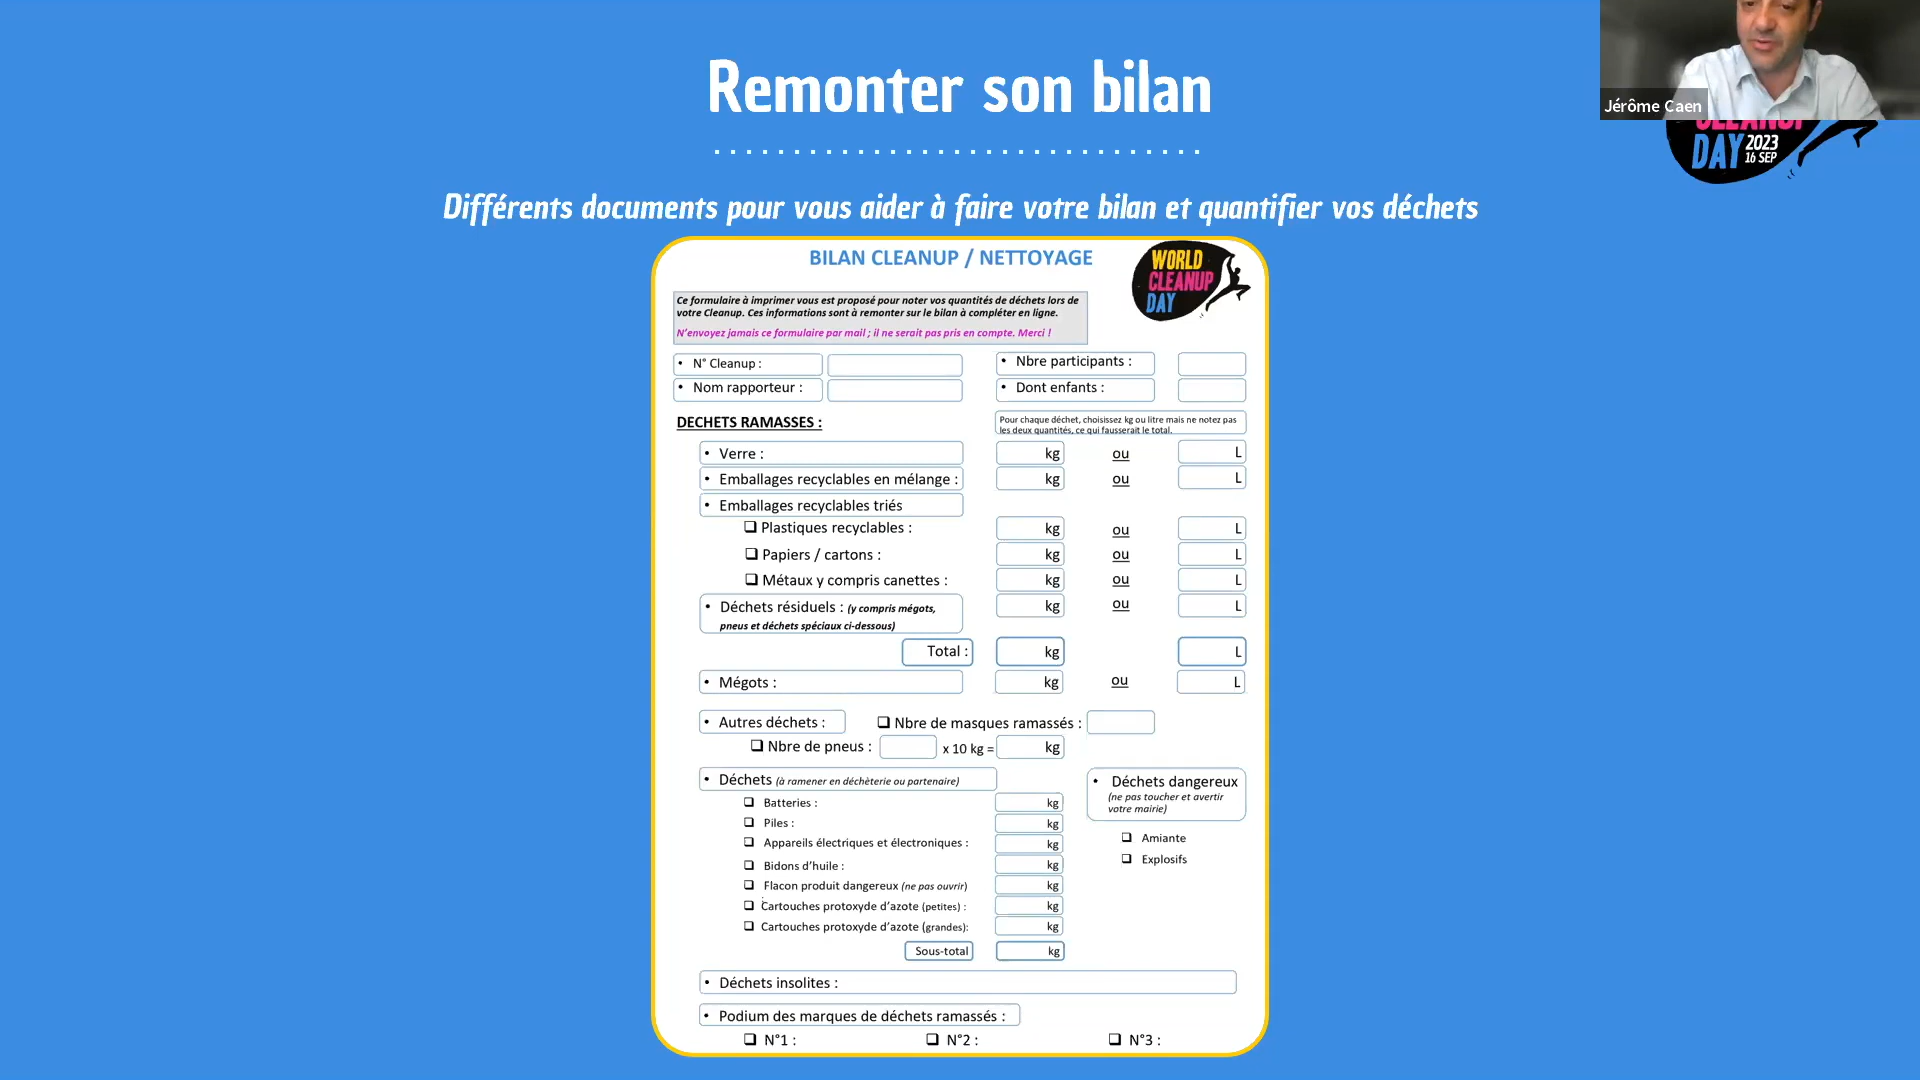 Remonter son bilan
Jérôme Caen
CLEANUP
DAY 2023
16 SEP
Différents documents pour vous aider à faire votre bilan et quantifier vos déchets
BILAN CLEANUP / NETTOYAGE
WORLD
CLEANUP
DAY
Ce formulaire à imprimer vous est proposé pour noter vos quantités de déchets lors de
votre Cleanup. Ces informations sont à remonter sur le bilan à compléter en ligne.
N'envoyez jamais ce formulaire par mail ; il ne serait pas pris en compte. Merci !
• N° Cleanup :
• Nbre participants :
• Nom rapporteur :
• Dont enfants :
DECHETS RAMASSES :
Pour chaque déchet, choisissez kg ou litre mais ne notez pas
les deux quantités, ce qui fausserait le total.
• Verre : kg ou L
• Emballages recyclables en mélange : kg ou L
• Emballages recyclables triés
❑ Plastiques recyclables : kg ou L
❑ Papiers / cartons : kg ou L
❑ Métaux y compris canettes : kg ou L
• Déchets résiduels : (y compris mégots, kg ou L
pneus et déchets spéciaux ci-dessous)
Total : kg L
• Mégots : kg ou L
• Autres déchets : ❑ Nbre de masques ramassés :
❑ Nbre de pneus : x 10 kg = kg
• Déchets (à ramener en déchèterie ou partenaire)
• Déchets dangereux
(ne pas toucher et avertir
votre mairie)
❑ Batteries : kg
❑ Piles : kg
❑ Appareils électriques et électroniques : kg
❑ Bidons d'huile : kg
❑ Flacon produit dangereux (ne pas ouvrir) : kg
❑ Cartouches protoxyde d'azote (petites) : kg
❑ Cartouches protoxyde d'azote (grandes): kg
❑ Amiante
❑ Explosifs
Sous-total kg
• Déchets insolites :
• Podium des marques de déchets ramassés :
❑ N°1 : ❑ N°2 : ❑ N°3 :